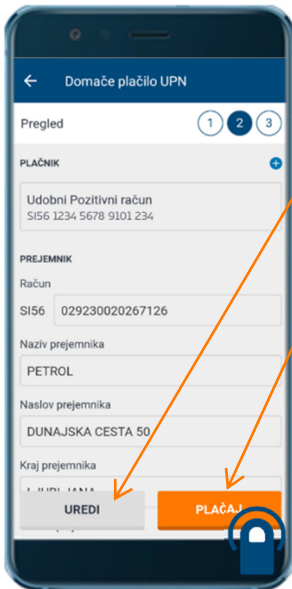 Domače plačilo UPN
Pregled
1 2 3
PLAČNIK
Udobni Pozitivni račun
SI56 1234 5678 9101 234
PREJEMNIK
Račun
SI56 029230020267126
Naziv prejemnika
PETROL
Naslov prejemnika
DUNAJSKA CESTA 50
Kraj prejemnika
LJUBLJANA
UREDI PLAČAJ